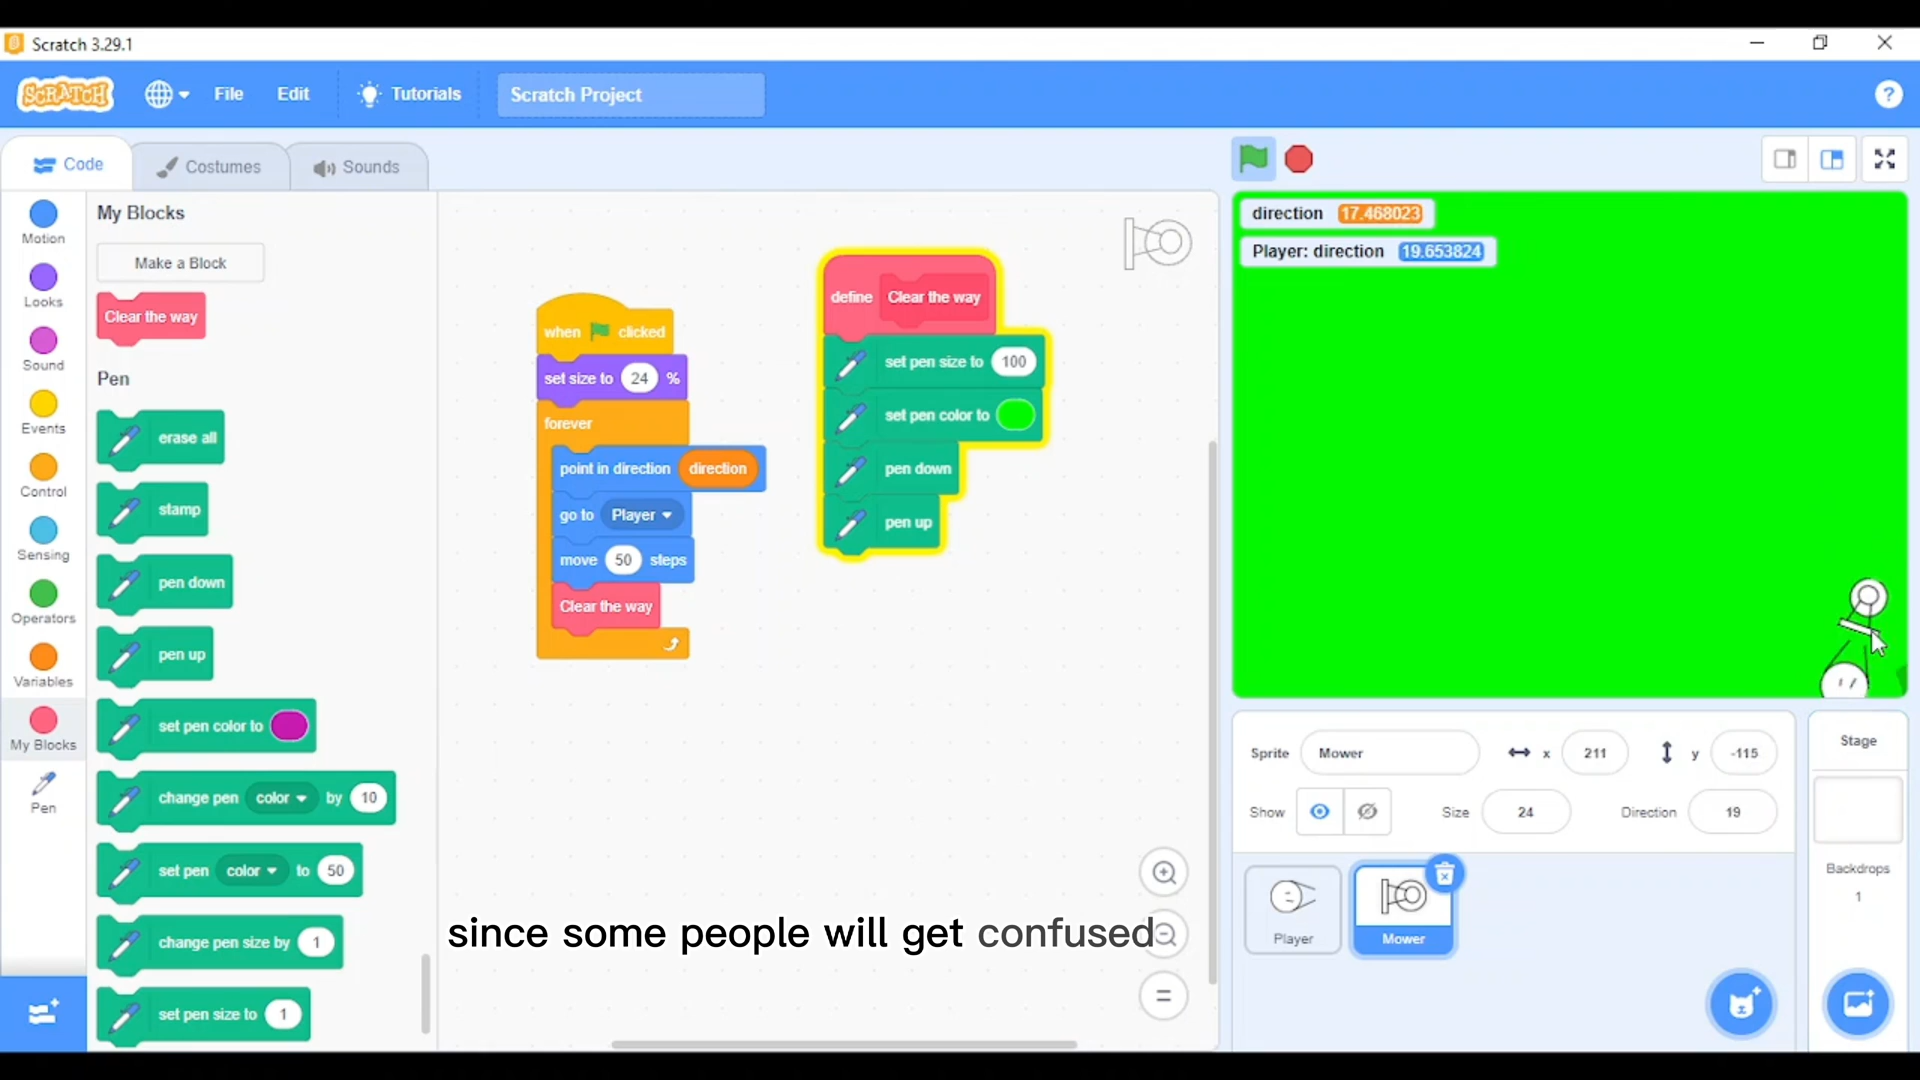 Scratch 3.29.1
SCRATCH
File
Edit
Tutorials
Scratch Project
?
Code
Costumes
Sounds
Motion
Looks
Sound
Events
Control
Sensing
Operators
Variables
My Blocks
Pen
My Blocks
Make a Block
Clear the way
Pen
erase all
stamp
pen down
pen up
set pen color to
change pen color by 10
set pen color to 50
change pen size by 1
set pen size to 1
when clicked
set size to 24 %
forever
point in direction direction
go to Player
move 50 steps
Clear the way
define Clear the way
set pen size to 100
set pen color to
pen down
pen up
since some people will get confused
direction 17.468023
Player: direction 19.653824
Sprite Mower x 211 y -115
Show Size 24 Direction 19
Player
Mower
Stage
Backdrops
1